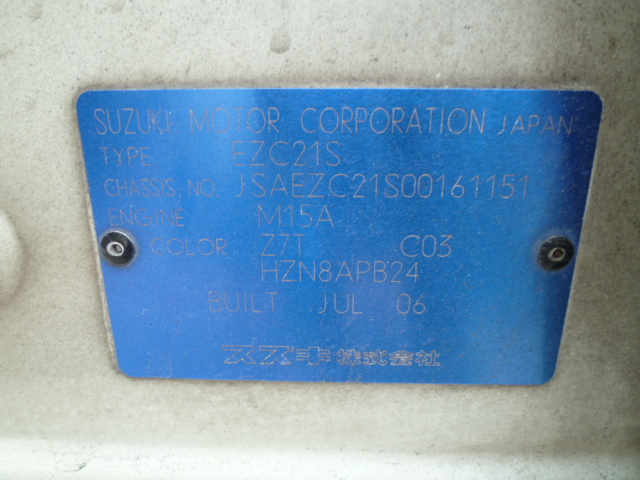 SUZUKI MOTOR CORPORATION JAPAN
TYPE EZC21S
CHASSIS NO. JSAEZC21S00161151
ENGINE M15A
COLOR Z7T C03
HZN8APB24
BUILT JUL 06
スズキ株式会社